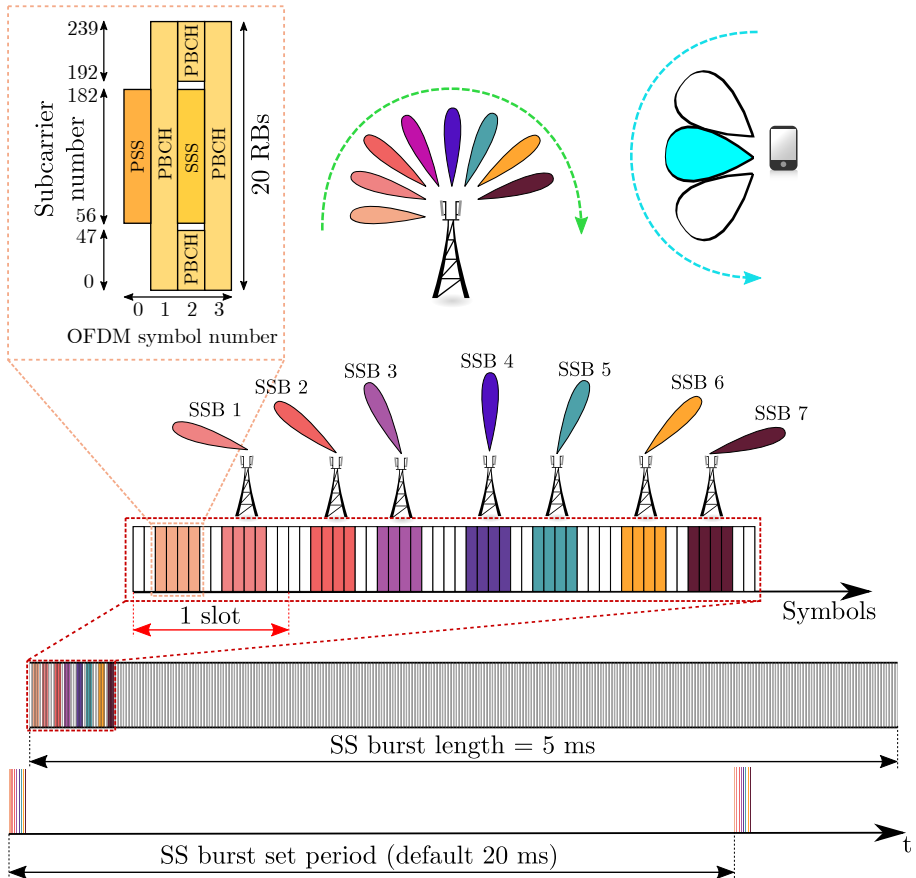 239
192
182
56
47
0
Subcarrier
number
PSS
PBCH
PBCH
SSS
PBCH
PBCH
20 RBs
0 1 2 3
OFDM symbol number
SSB 1
SSB 2
SSB 3
SSB 4
SSB 5
SSB 6
SSB 7
Symbols
1 slot
SS burst length = 5 ms
t
SS burst set period (default 20 ms)